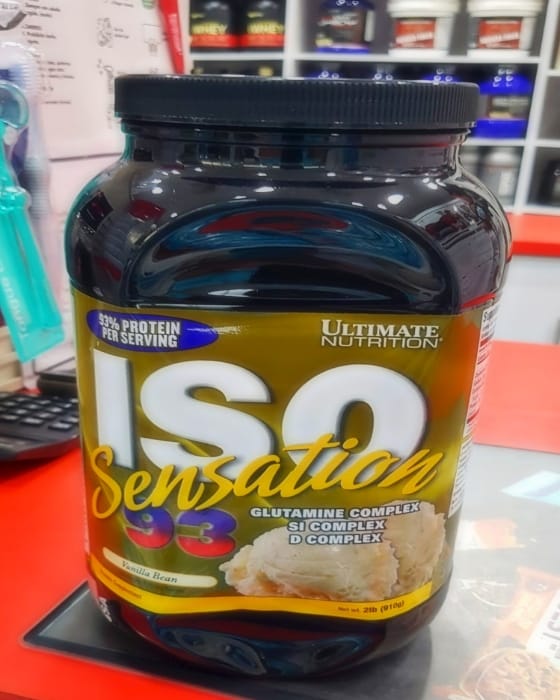 93% PROTEIN
PER SERVING
ULTIMATE
NUTRITION
ISO
Sensation
93
GLUTAMINE COMPLEX
SI COMPLEX
D COMPLEX
Vanilla Bean
Net wt. 2lb (910g)
WHEY
WHEY